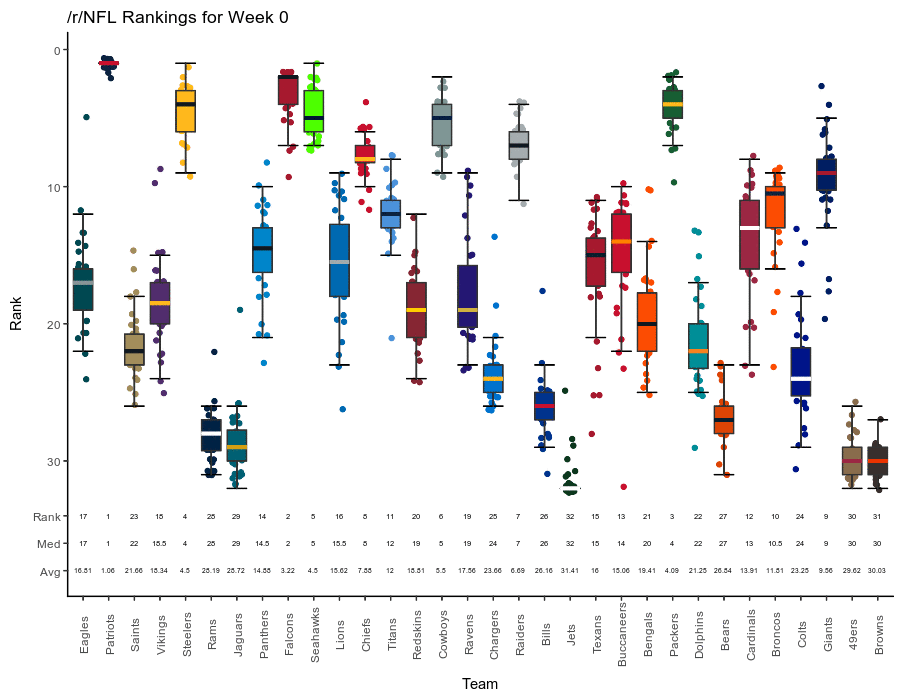 /r/NFL Rankings for Week 0
0
10
20
30
Rank
Rank 17 1 23 18 4 28 29 14 2 5 16 8 11 20 6 19 25 7 26 32 15 13 21 3 22 27 12 10 24 9 30 31
Med 17 1 22 18.5 4 28 29 14.5 2 5 15.5 8 12 19 5 19 24 7 26 32 15 14 20 4 22 27 13 10.5 24 9 30 30
Avg 16.81 1.06 21.66 18.34 4.5 28.19 28.72 14.88 3.22 4.5 15.62 7.88 12 18.81 5.5 17.56 23.66 6.69 26.16 31.41 16 15.06 19.41 4.09 21.25 26.84 13.91 11.81 23.25 9.56 29.62 30.03
Eagles Patriots Saints Vikings Steelers Rams Jaguars Panthers Falcons Seahawks Lions Chiefs Titans Redskins Cowboys Ravens Chargers Raiders Bills Jets Texans Buccaneers Bengals Packers Dolphins Bears Cardinals Broncos Colts Giants 49ers Browns
Team